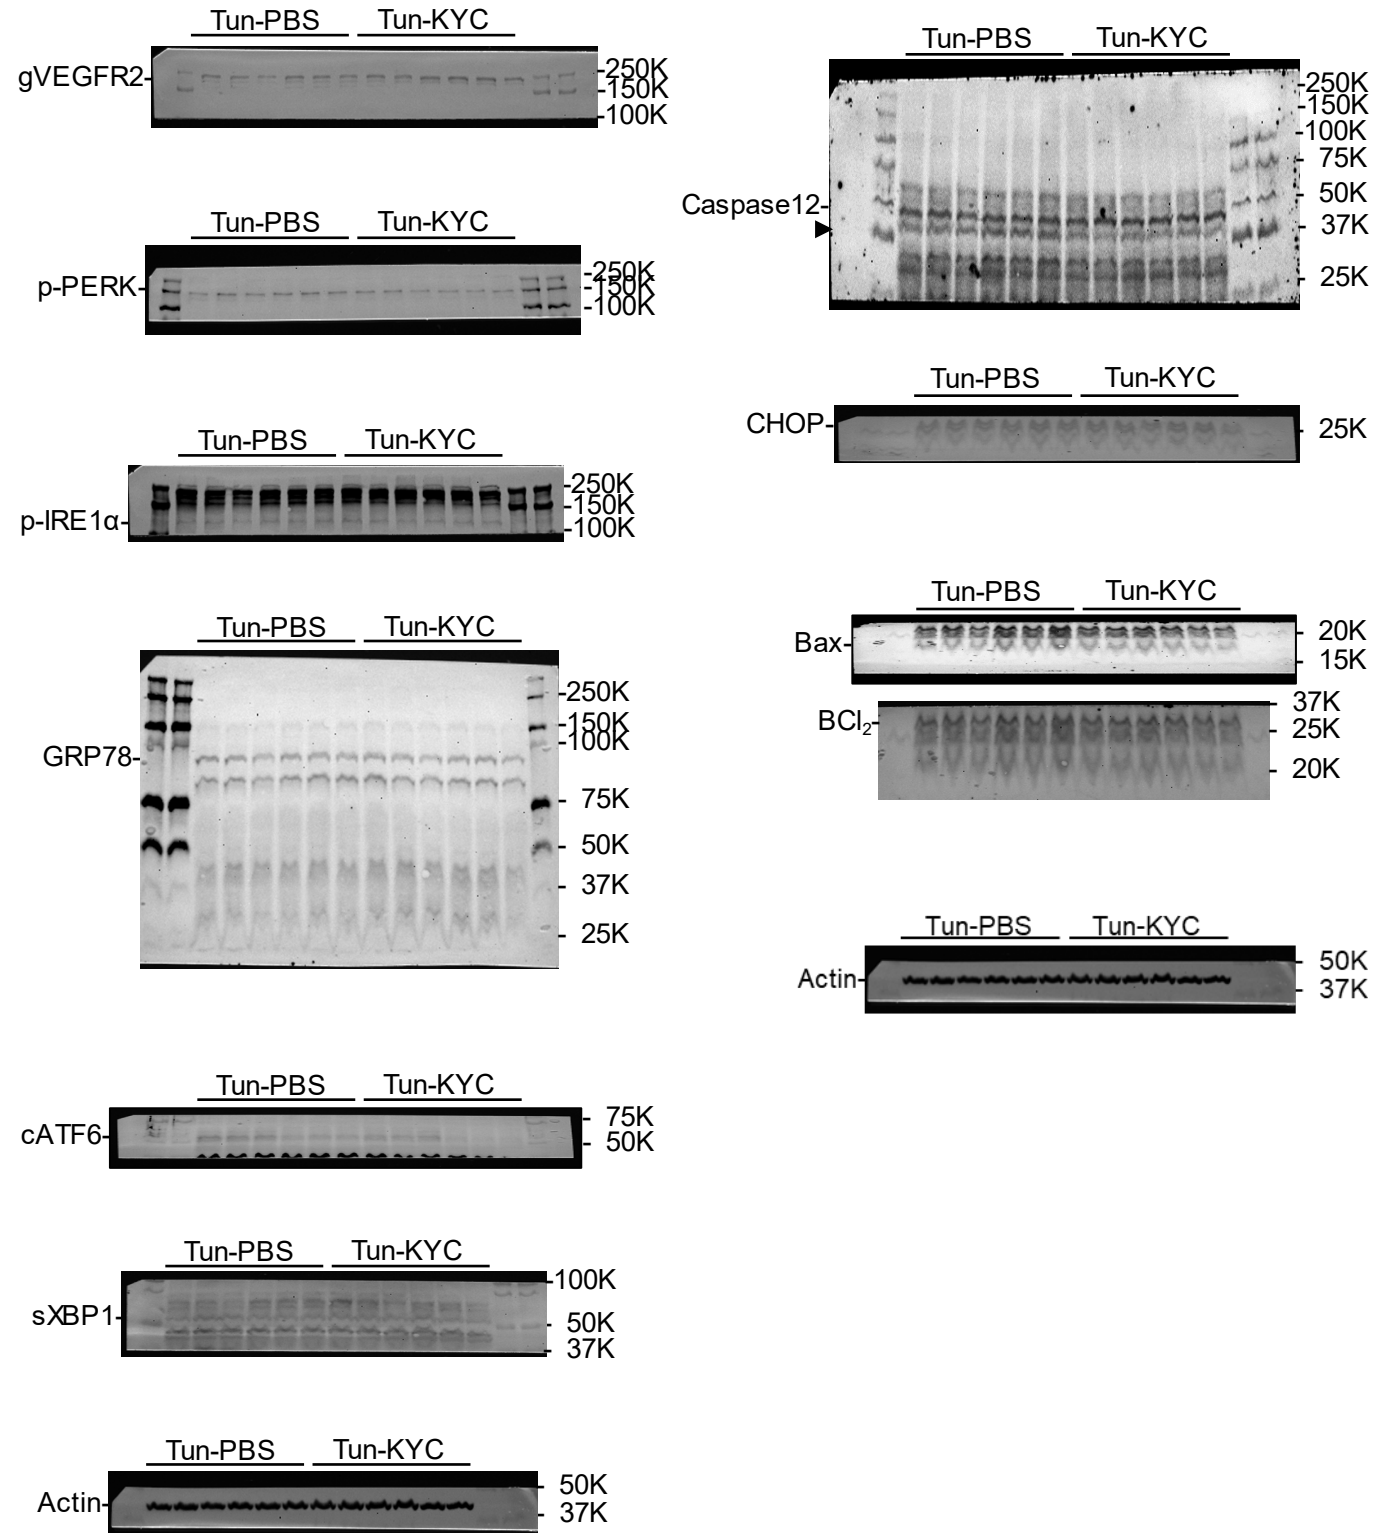 Tun-PBS Tun-KYC
gVEGFR2
250K
150K
100K
Tun-PBS Tun-KYC
p-PERK
250K
150K
100K
Tun-PBS Tun-KYC
p-IRE1α
250K
150K
100K
Tun-PBS Tun-KYC
GRP78
250K
150K
100K
75K
50K
37K
25K
Tun-PBS Tun-KYC
cATF6
75K
50K
Tun-PBS Tun-KYC
sXBP1
100K
50K
37K
Tun-PBS Tun-KYC
Actin
50K
37K
Tun-PBS Tun-KYC
Caspase12
250K
150K
100K
75K
50K
37K
25K
Tun-PBS Tun-KYC
CHOP
25K
Tun-PBS Tun-KYC
Bax
20K
15K
BCl₂
37K
25K
20K
Tun-PBS Tun-KYC
Actin
50K
37K